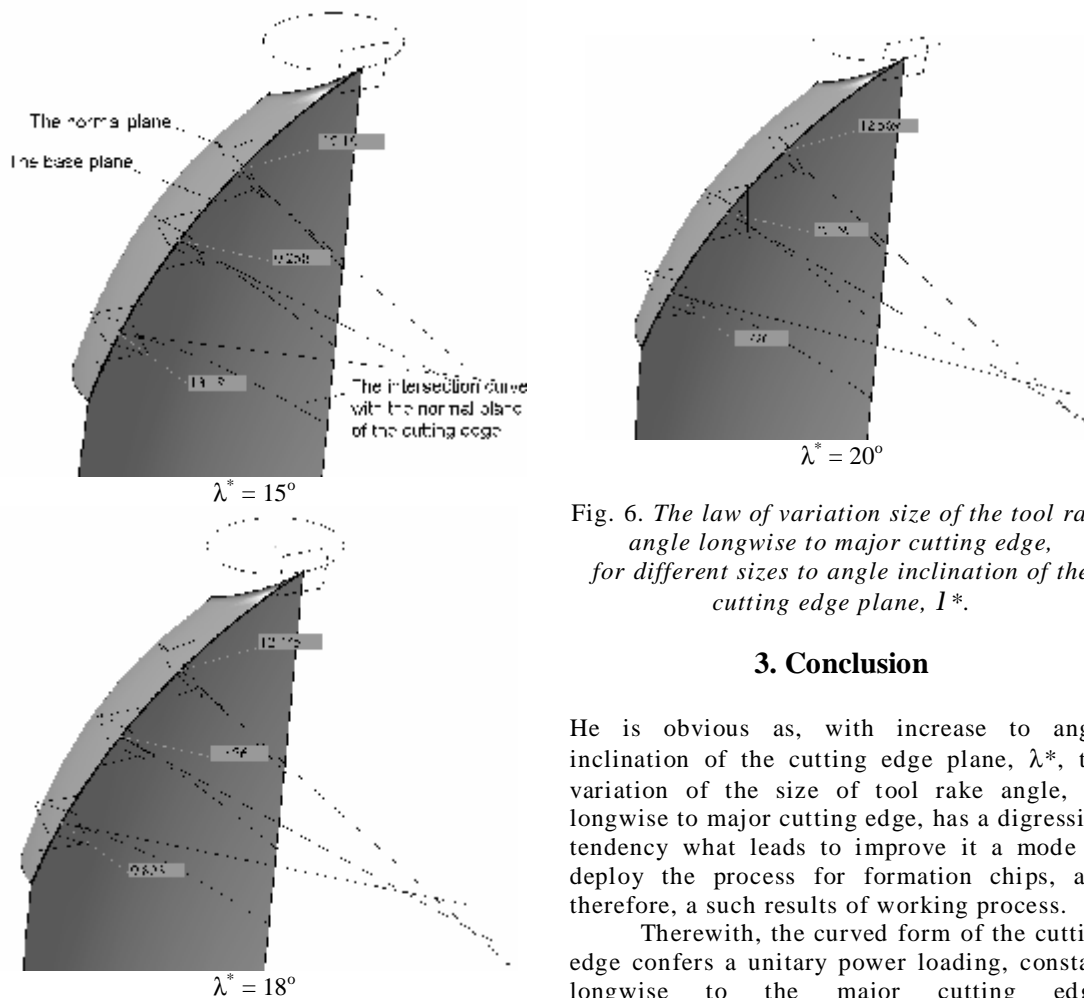 The normal plane
The base plane
9.258
The intersection curve
with the normal plane
of the cutting edge
λ* = 15°
λ* = 18°
λ* = 20°
Fig. 6. The law of variation size of the tool ra
angle longwise to major cutting edge,
for different sizes to angle inclination of the
cutting edge plane, l*.
3. Conclusion
He is obvious as, with increase to ang
inclination of the cutting edge plane, λ*, t
variation of the size of tool rake angle,
longwise to major cutting edge, has a digressi
tendency what leads to improve it a mode
deploy the process for formation chips, a
therefore, a such results of working process.
Therewith, the curved form of the cutti
edge confers a unitary power loading, consta
longwise to the major cutting edg